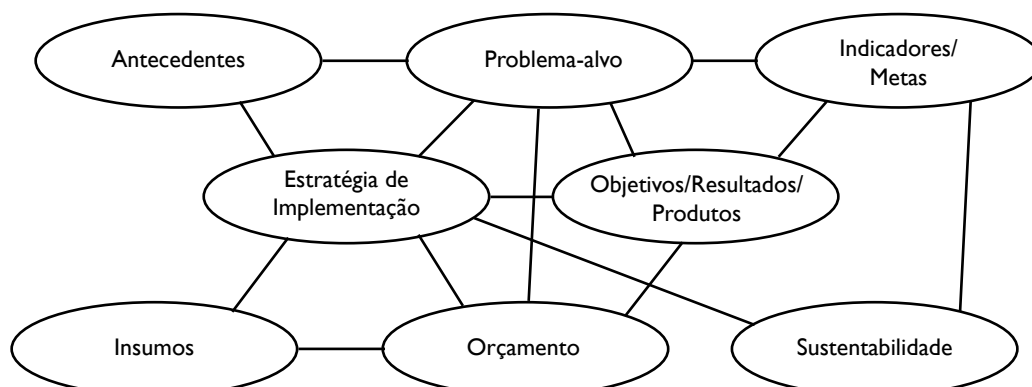 Antecedentes
Problema-alvo
Indicadores/
Metas
Estratégia de
Implementação
Objetivos/Resultados/
Produtos
Insumos
Orçamento
Sustentabilidade